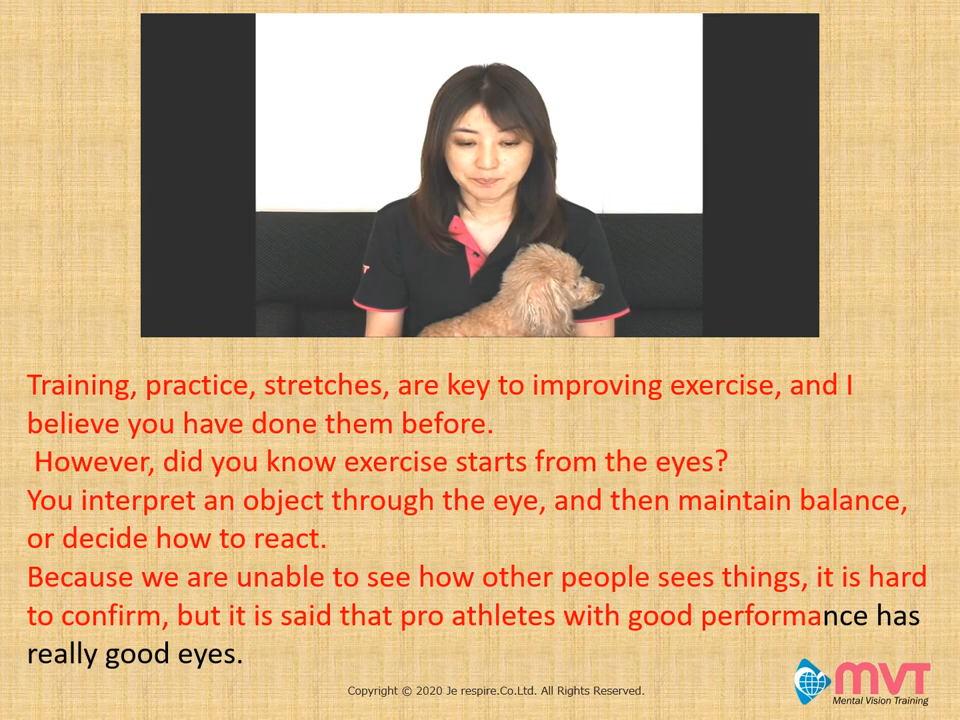 Training, practice, stretches, are key to improving exercise, and I
believe you have done them before.
However, did you know exercise starts from the eyes?
You interpret an object through the eye, and then maintain balance,
or decide how to react.
Because we are unable to see how other people sees things, it is hard
to confirm, but it is said that pro athletes with good performance has
really good eyes.
Copyright © 2020 Je respire.Co.Ltd. All Rights Reserved.
MVT
Mental Vision Training